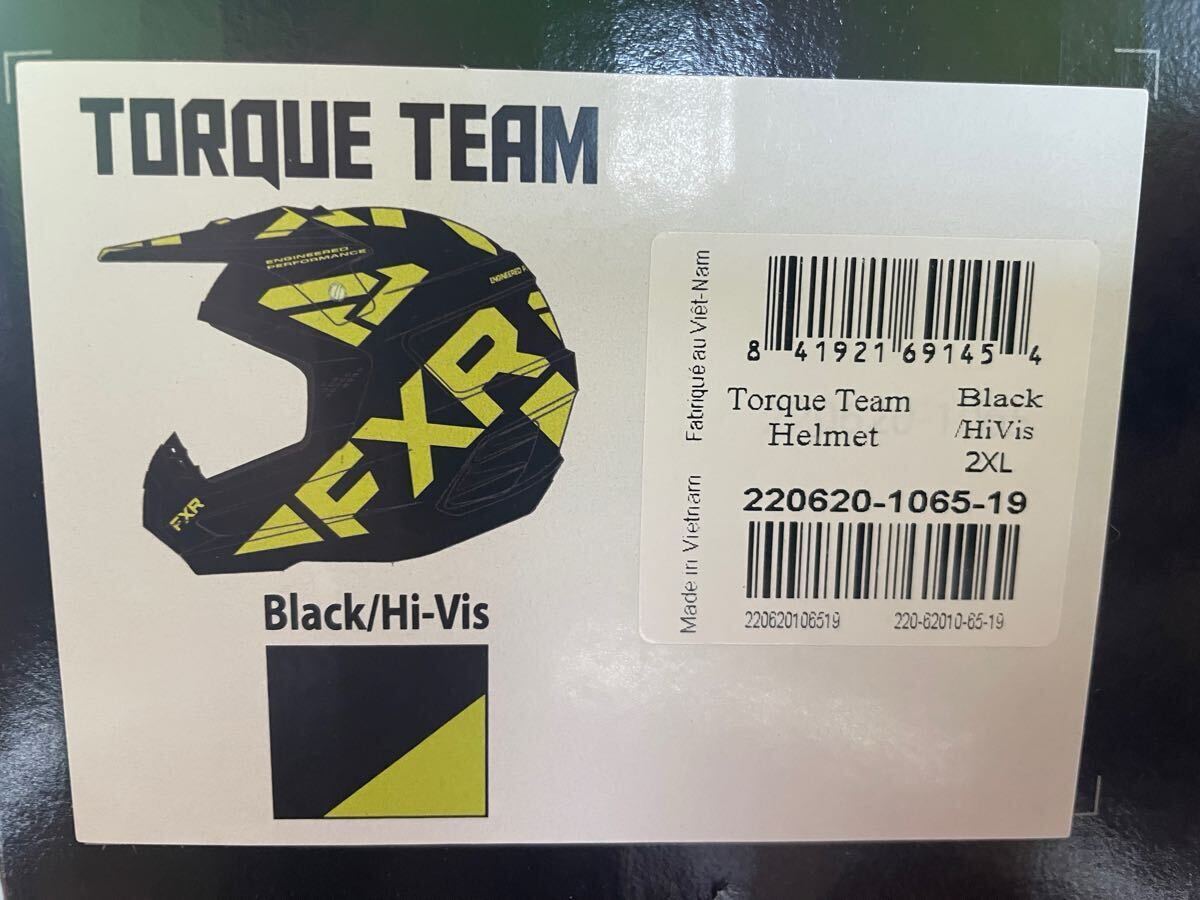 TORQUE TEAM
ENGINEERED
PERFORMANCE
ENGINEERED P
FXR
FXR
Black/Hi-Vis
Fabriqué au Viêt-Nam
Made in Vietnam
8 41921 69145 4
Torque Team
Helmet
Black
/HiVis
2XL
220620-1065-19
220620106519 220-62010-65-19